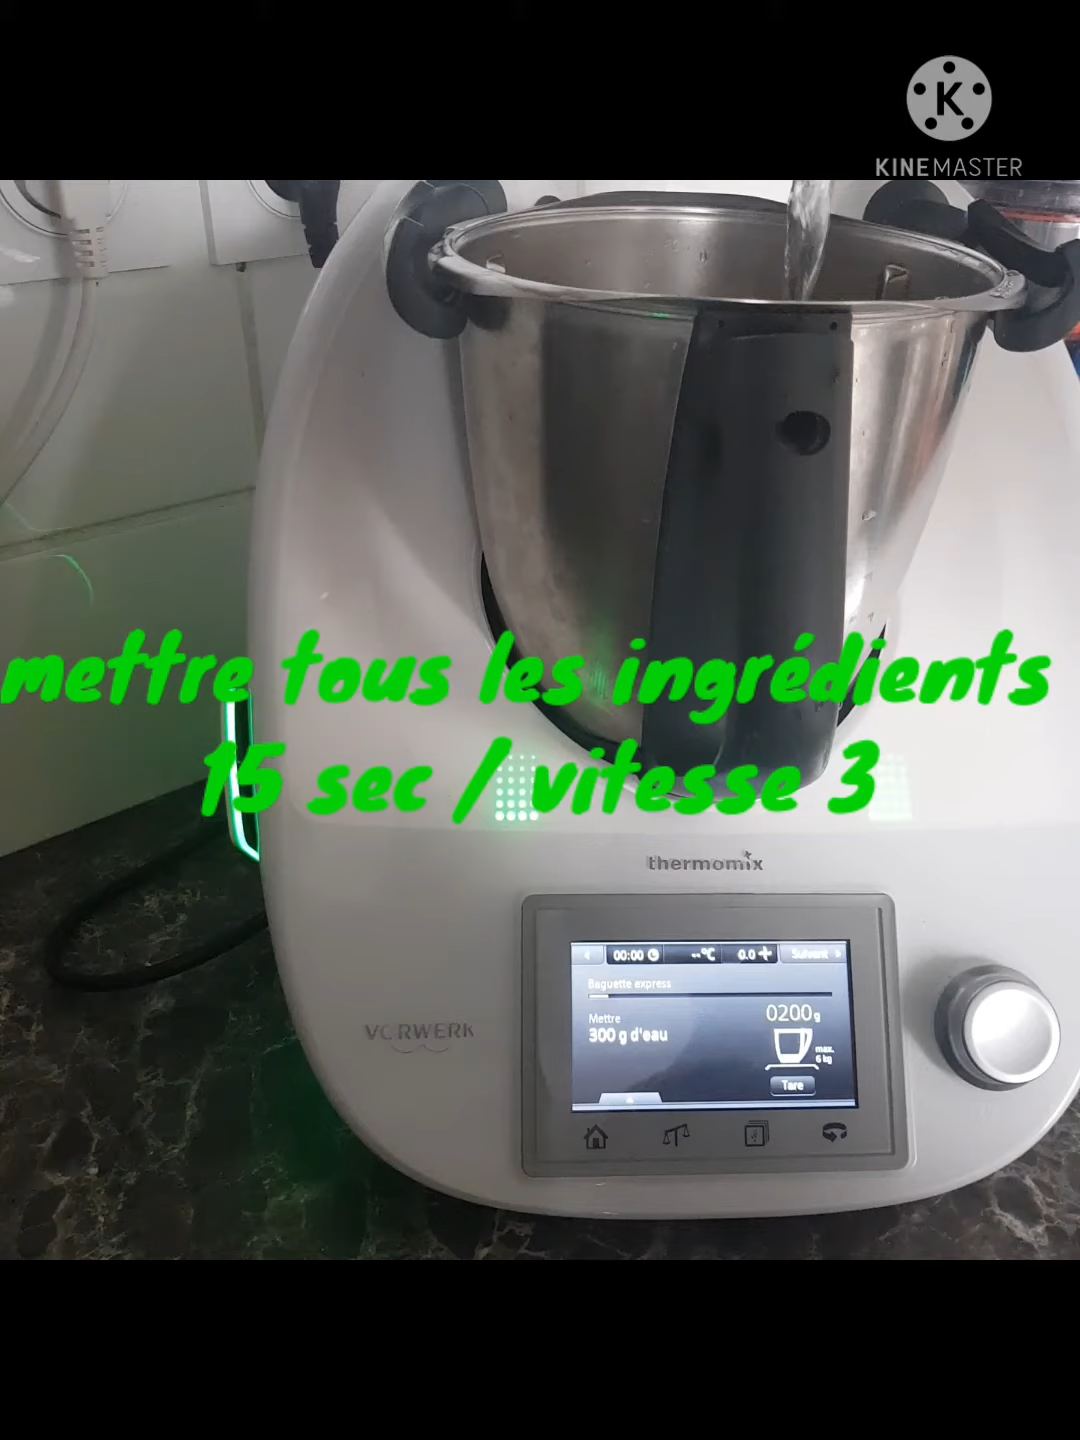 K
KINEMASTER
mettre tous les ingrédients
15 sec / vitesse 3
thermomix
VORWERK
00:00 --°C 0.0 Suivant
Baguette express
Mettre
300 g d'eau
0200 g
max.
6 kg
Tare